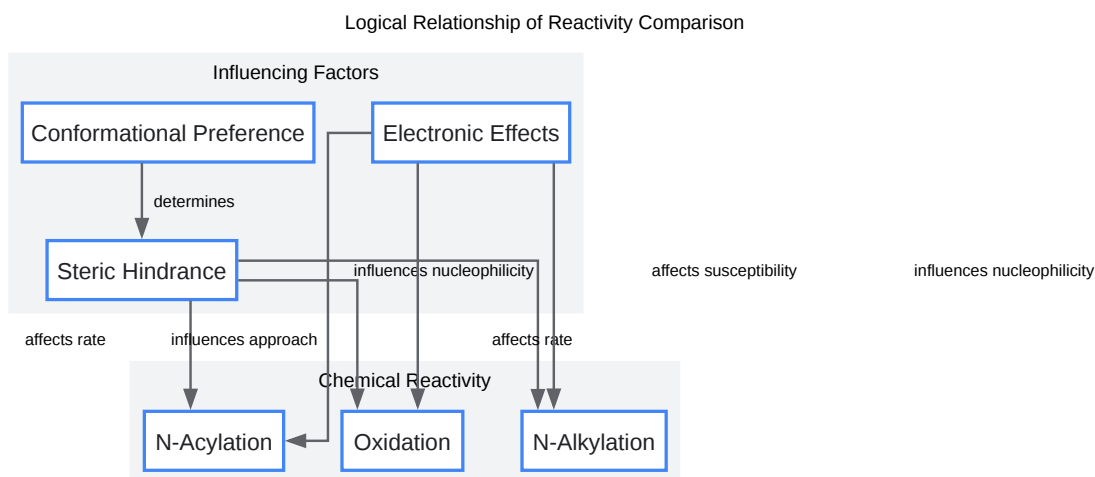 Logical Relationship of Reactivity Comparison
Influencing Factors
Conformational Preference
Electronic Effects
determines
Steric Hindrance
influences nucleophilicity
affects susceptibility
influences nucleophilicity
affects rate
influences approach
affects rate
Chemical Reactivity
N-Acylation
Oxidation
N-Alkylation